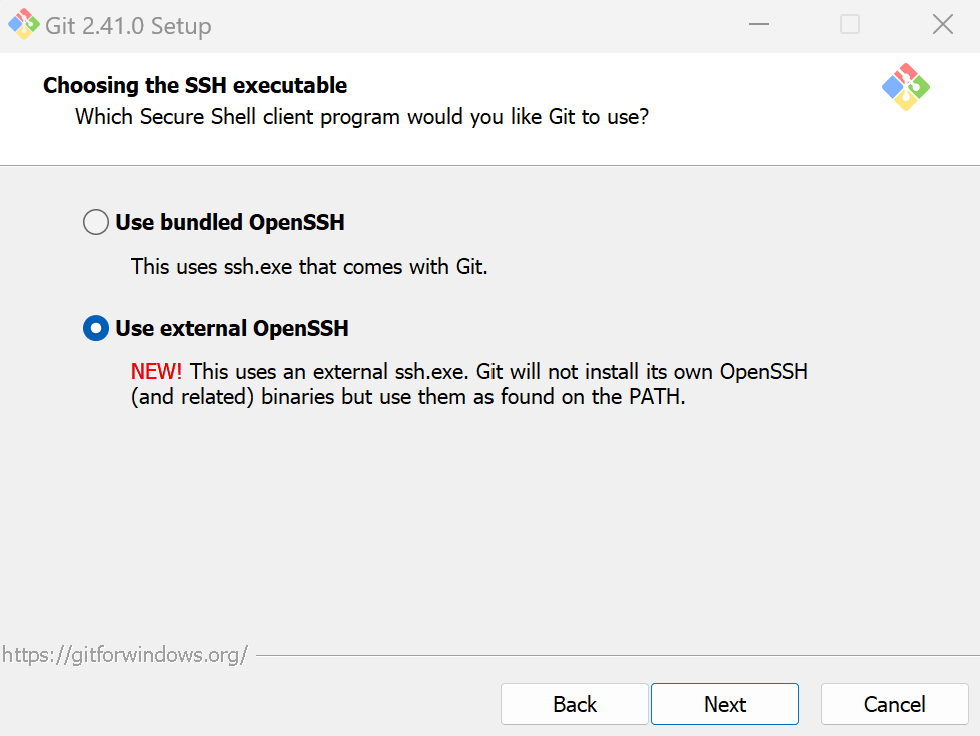 Git 2.41.0 Setup
Choosing the SSH executable
Which Secure Shell client program would you like Git to use?
Use bundled OpenSSH
This uses ssh.exe that comes with Git.
Use external OpenSSH
NEW! This uses an external ssh.exe. Git will not install its own OpenSSH
(and related) binaries but use them as found on the PATH.
https://gitforwindows.org/
Back
Next
Cancel